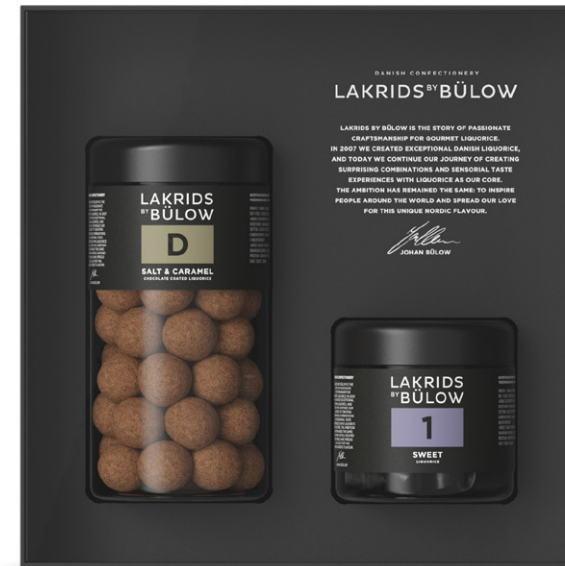 DANISH CONFECTIONERY
LAKRIDS BY BÜLOW
LAKRIDS BY BÜLOW IS THE STORY OF PASSIONATE
CRAFTSMANSHIP FOR GOURMET LIQUORICE.
IN 2007 WE CREATED EXCEPTIONAL DANISH LIQUORICE,
AND TODAY WE CONTINUE OUR JOURNEY OF CREATING
SURPRISING COMBINATIONS AND SENSORIAL TASTE
EXPERIENCES WITH LIQUORICE AS OUR CORE.
THE AMBITION HAS REMAINED THE SAME: TO INSPIRE
PEOPLE AROUND THE WORLD AND SPREAD OUR LOVE
FOR THIS UNIQUE NORDIC FLAVOUR.
JOHAN BÜLOW
LAKRIDS
BY BÜLOW
D
SALT & CARAMEL
CHOCOLATE COATED LIQUORICE
LAKRIDS
BY BÜLOW
1
SWEET
LIQUORICE